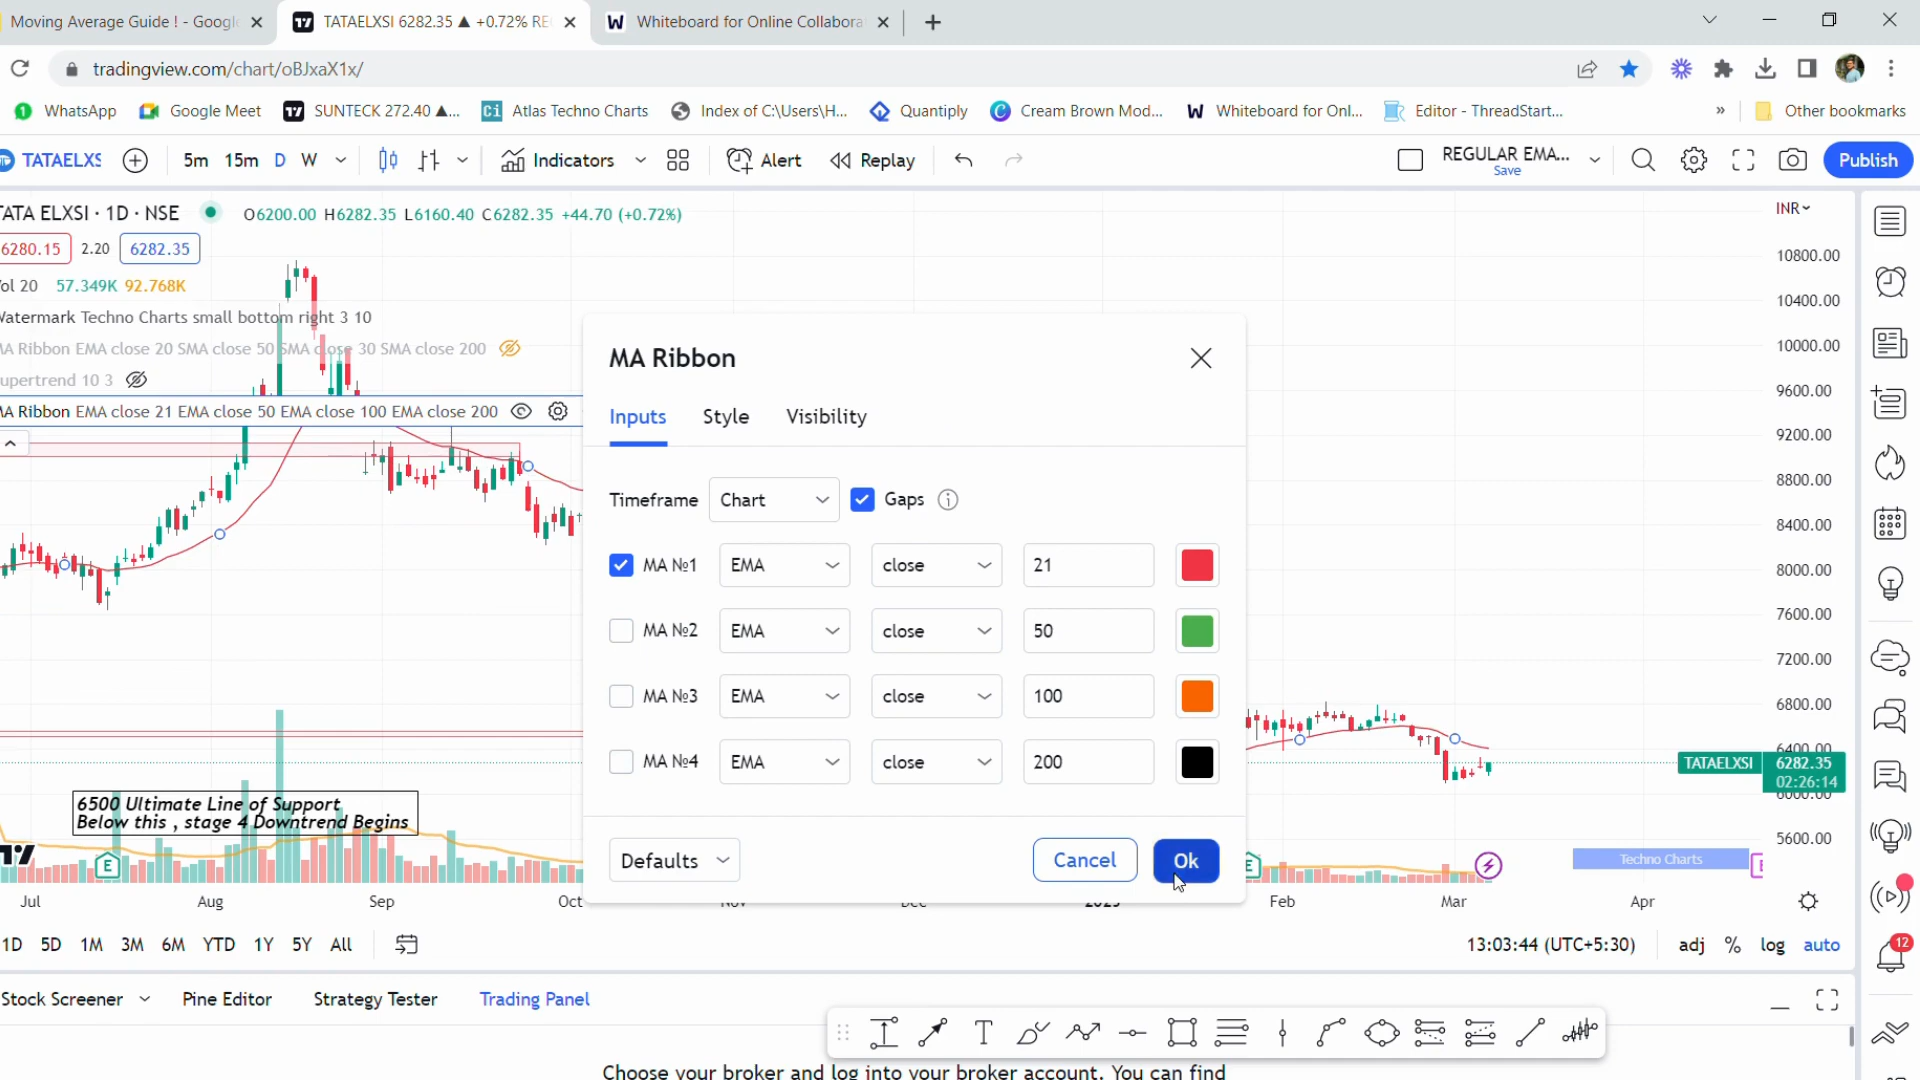 Moving Average Guide ! - Google
TATAELXSI 6282.35 ▲ +0.72% RE
Whiteboard for Online Collabora
tradingview.com/chart/oBJxaX1x/
WhatsApp
Google Meet
SUNTECK 272.40 ▲...
Atlas Techno Charts
Index of C:\Users\H...
Quantiply
Cream Brown Mod...
Whiteboard for Onl...
Editor - ThreadStart...
»
Other bookmarks
TATAELXS
5m 15m D W
Indicators
Alert
Replay
REGULAR EMA...
Save
Publish
TATA ELXSI · 1D · NSE
O6200.00 H6282.35 L6160.40 C6282.35 +44.70 (+0.72%)
INR
6280.15 2.20 6282.35
Vol 20 57.349K 92.768K
Watermark Techno Charts small bottom right 3 10
MA Ribbon EMA close 20 SMA close 50 SMA close 30 SMA close 200
Supertrend 10 3
MA Ribbon EMA close 21 EMA close 50 EMA close 100 EMA close 200
10800.00
10400.00
10000.00
9600.00
9200.00
8800.00
8400.00
8000.00
7600.00
7200.00
6800.00
6400.00
TATAELXSI 6282.35
02:26:14
6000.00
5600.00
MA Ribbon
Inputs Style Visibility
Timeframe Chart Gaps
MA №1 EMA close 21
MA №2 EMA close 50
MA №3 EMA close 100
MA №4 EMA close 200
Defaults Cancel Ok
6500 Ultimate Line of Support
Below this , stage 4 Downtrend Begins
E
E
Techno Charts
Jul Aug Sep Oct Nov Dec 2023 Feb Mar Apr
1D 5D 1M 3M 6M YTD 1Y 5Y All
13:03:44 (UTC+5:30) adj % log auto
12
Stock Screener Pine Editor Strategy Tester Trading Panel
Choose your broker and log into your broker account. You can find